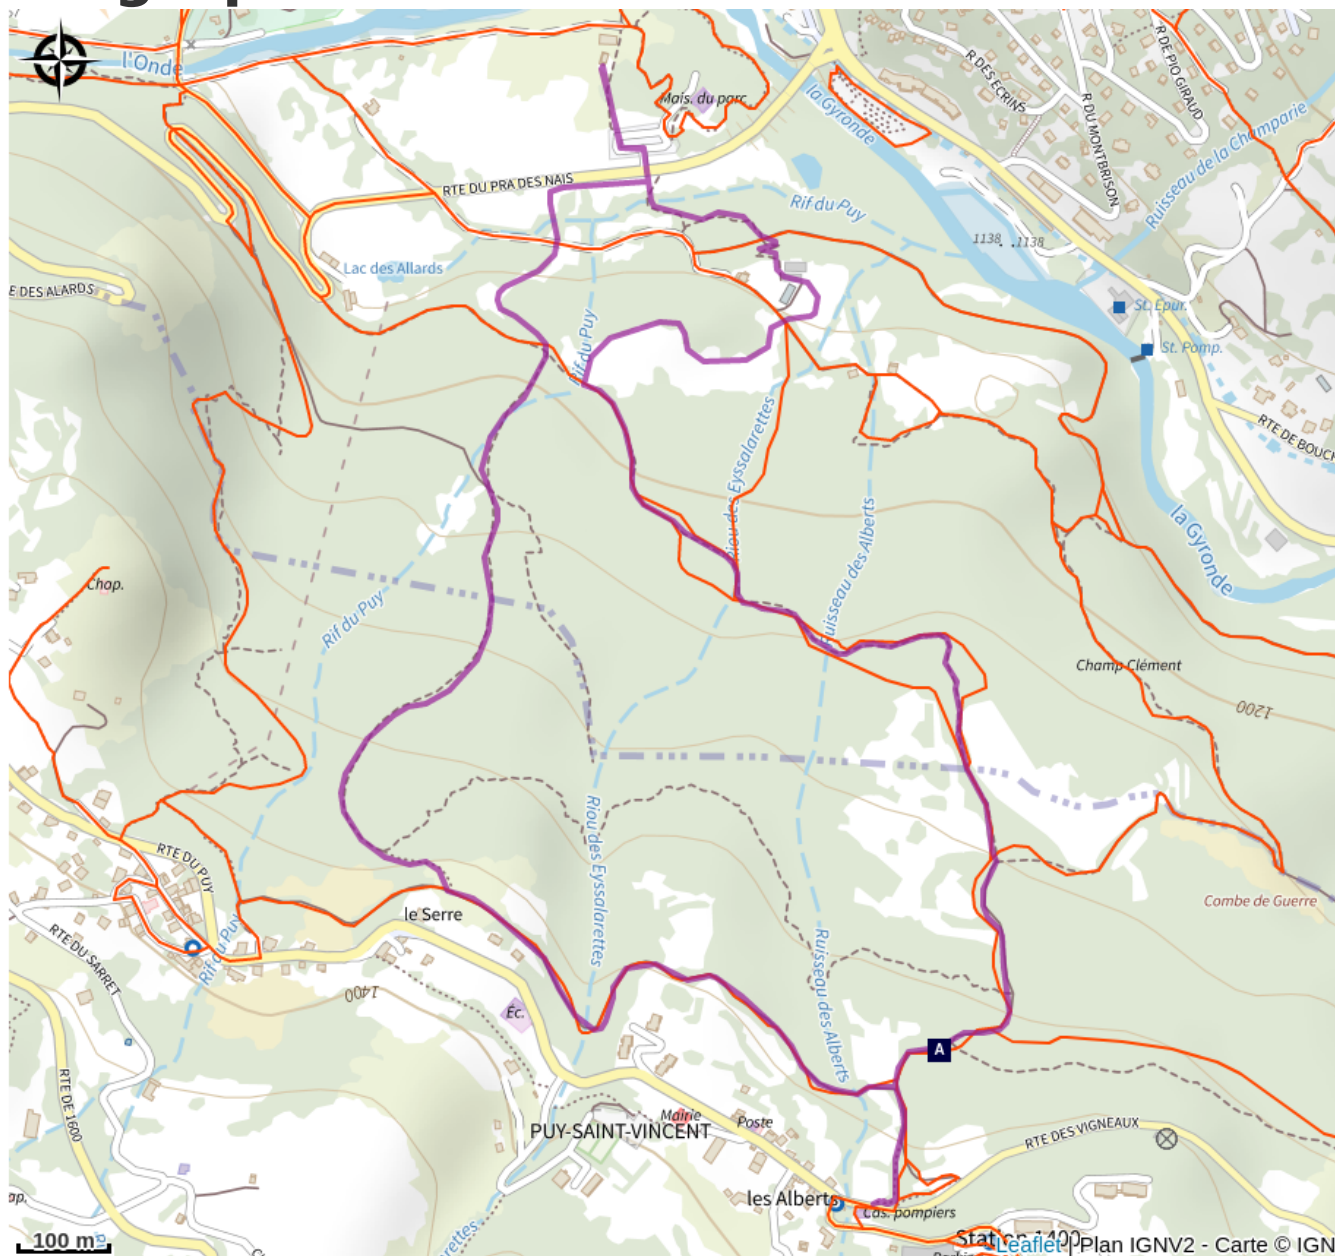 l'Onde
Mais. du parc
la Gyronde
R DES ECRINS
R DE PIO GIRAUD
R DU MONTBRISON
Ruisseau de la Champarie
RTE DU PRA DES NAIS
Rif du Puy
1138
1138
Lac des Allards
E DES ALARDS
St. Epur.
St. Pomp.
Rif du Puy
RTE DE BOUCH
Riou des Eyssalarettes
Ruisseau des Alberts
la Gyronde
Chap.
Rif du Puy
Champ Clément
1200
Riou des Eyssalarettes
RTE DU PUY
Combe de Guerre
le Serre
RTE DU SARRET
Rif du Puy
Ruisseau des Alberts
1400
Éc.
A
RTE DE 1600
Mairie
Poste
PUY-SAINT-VINCENT
RTE DES VIGNEAUX
les Alberts
Cas. pompiers
ap.
Station 1400
100 m
Leaflet | Plan IGNV2 - Carte © IGN